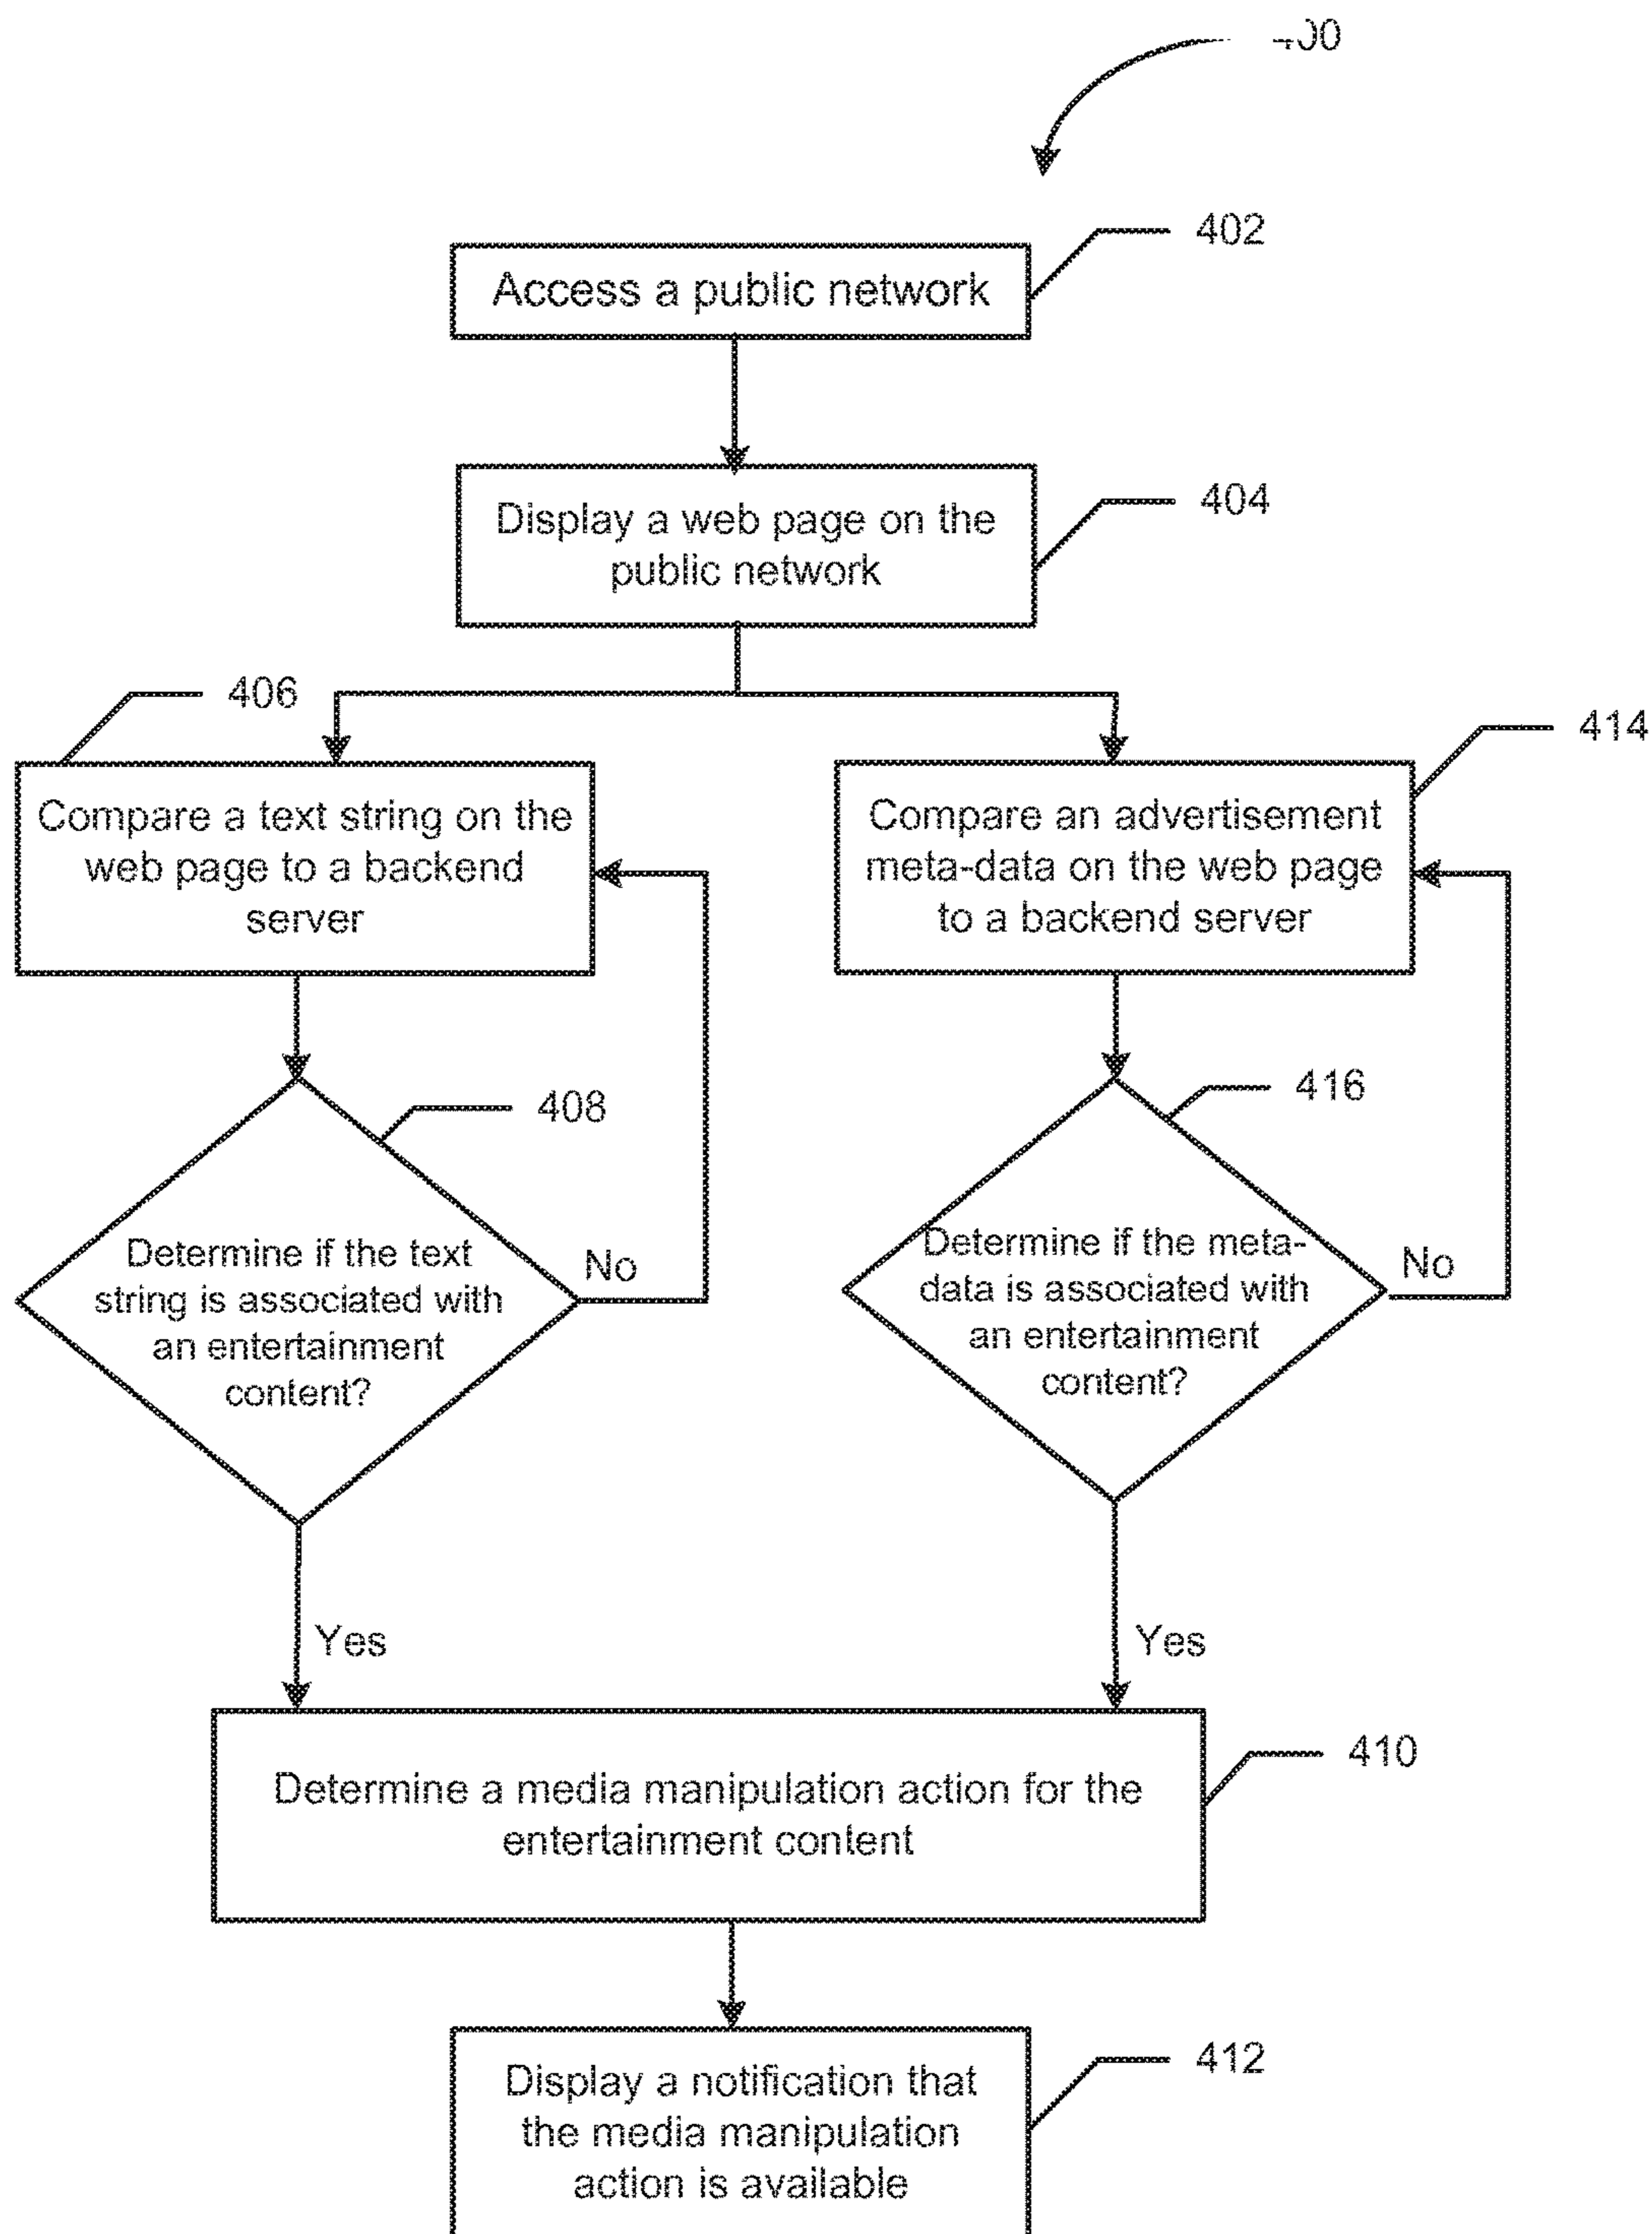 402
Access a public network
404
Display a web page on the
public network
406
414
Compare a text string on the
web page to a backend
server
Compare an advertisement
meta-data on the web page
to a backend server
408
416
Determine if the text
string is associated with
an entertainment
content?
No
Determine if the meta-
data is associated with
an entertainment
content?
No
Yes
Yes
410
Determine a media manipulation action for the
entertainment content
412
Display a notification that
the media manipulation
action is available